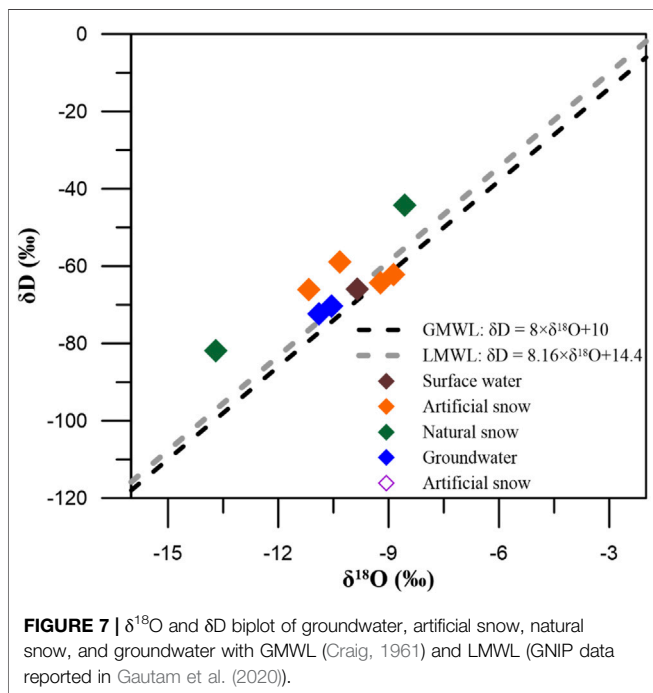 0
-20
-40
-60
-80
-100
-120
δD (‰)
GMWL: δD = 8×δ¹⁸O+10
LMWL: δD = 8.16×δ¹⁸O+14.4
Surface water
Artificial snow
Natural snow
Groundwater
Artificial snow
-15 -12 -9 -6 -3
δ¹⁸O (‰)
FIGURE 7 | δ¹⁸O and δD biplot of groundwater, artificial snow, natural
snow, and groundwater with GMWL (Craig, 1961) and LMWL (GNIP data
reported in Gautam et al. (2020)).